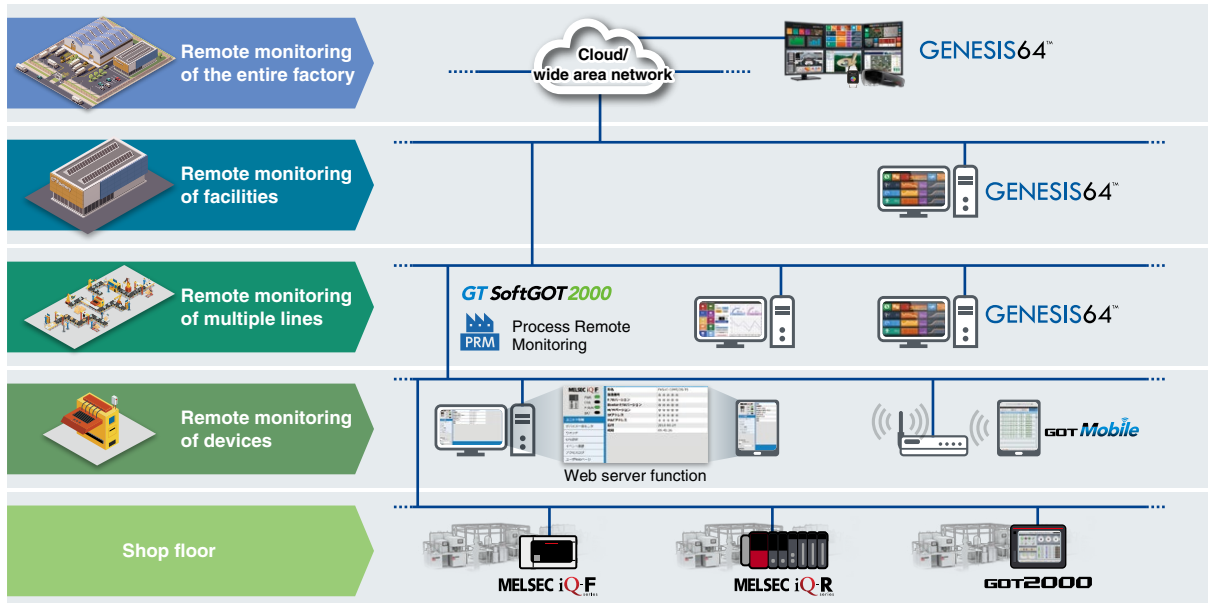 Remote monitoring
of the entire factory
Cloud/
wide area network
GENESIS64™
Remote monitoring
of facilities
GENESIS64™
Remote monitoring
of multiple lines
GT SoftGOT2000
PRM
Process Remote
Monitoring
GENESIS64™
Remote monitoring
of devices
MELSEC iQ-F
Web server function
GOT Mobile
Shop floor
MELSEC iQ-F
series
MELSEC iQ-R
series
GOT2000